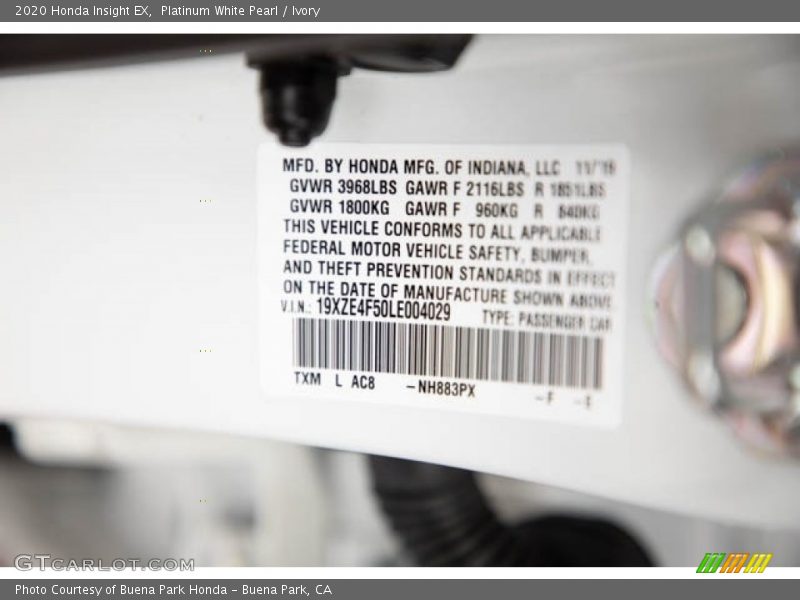 2020 Honda Insight EX, Platinum White Pearl / Ivory
MFD. BY HONDA MFG. OF INDIANA, LLC
GVWR 3968LBS GAWR F 2116LBS R 1851LBS
GVWR 1800KG GAWR F 960KG R 840KG
THIS VEHICLE CONFORMS TO ALL APPLICABLE
FEDERAL MOTOR VEHICLE SAFETY, BUMPER,
AND THEFT PREVENTION STANDARDS IN EFFECT
ON THE DATE OF MANUFACTURE SHOWN ABOVE
V.I.N.: 19XZE4F50LE004029 TYPE: PASSENGER CAR
TXM L AC8 -NH883PX -F -E
GTCARLOT.COM
Photo Courtesy of Buena Park Honda – Buena Park, CA